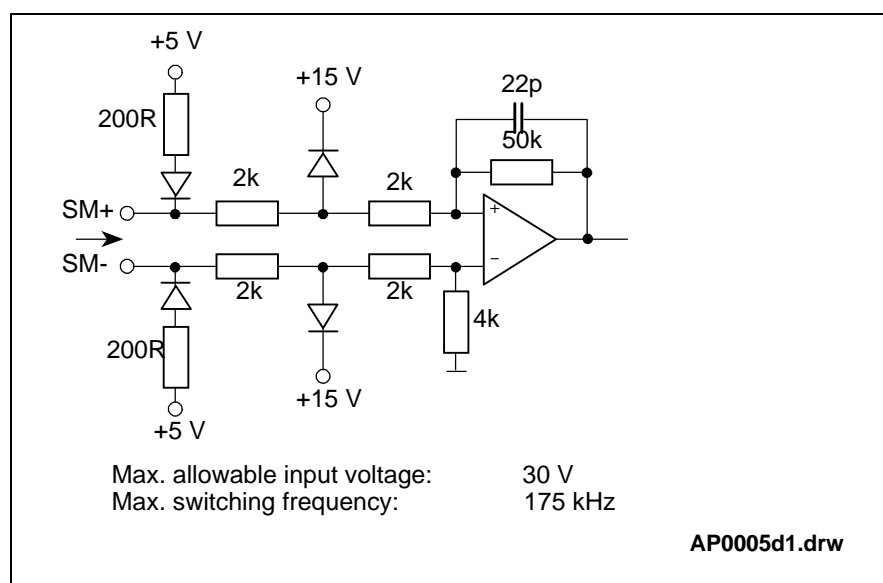 +5 V
+15 V
22p
200R
50k
2k
2k
SM+
+
SM-
–
2k
2k
4k
200R
+15 V
+5 V
Max. allowable input voltage: 30 V
Max. switching frequency: 175 kHz
AP0005d1.drw